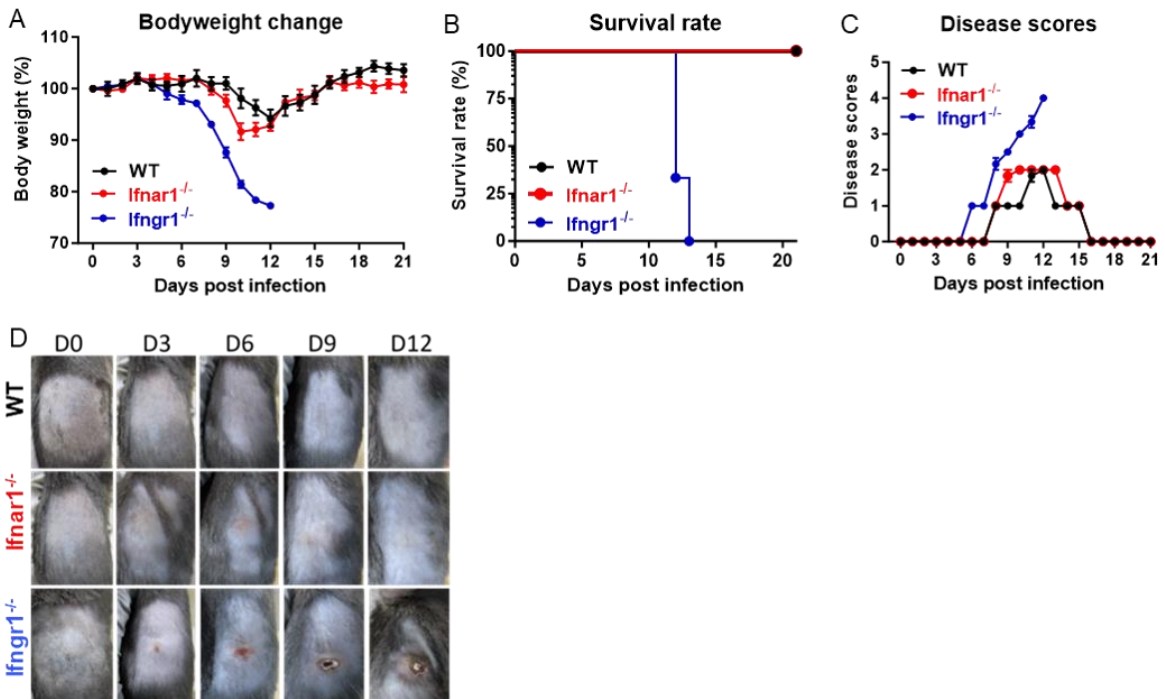 A
Bodyweight change
Body weight (%)
110
100
90
80
70
WT
Ifnar1-/-
Ifngr1-/-
0 3 6 9 12 15 18 21
Days post infection
B
Survival rate
Survival rate (%)
100
75
50
25
0
WT
Ifnar1-/-
Ifngr1-/-
0 5 10 15 20
Days post infection
C
Disease scores
Disease scores
5
4
3
2
1
0
WT
Ifnar1-/-
Ifngr1-/-
0 3 6 9 12 15 18 21
Days post infection
D
D0 D3 D6 D9 D12
WT
Ifnar1-/-
Ifngr1-/-